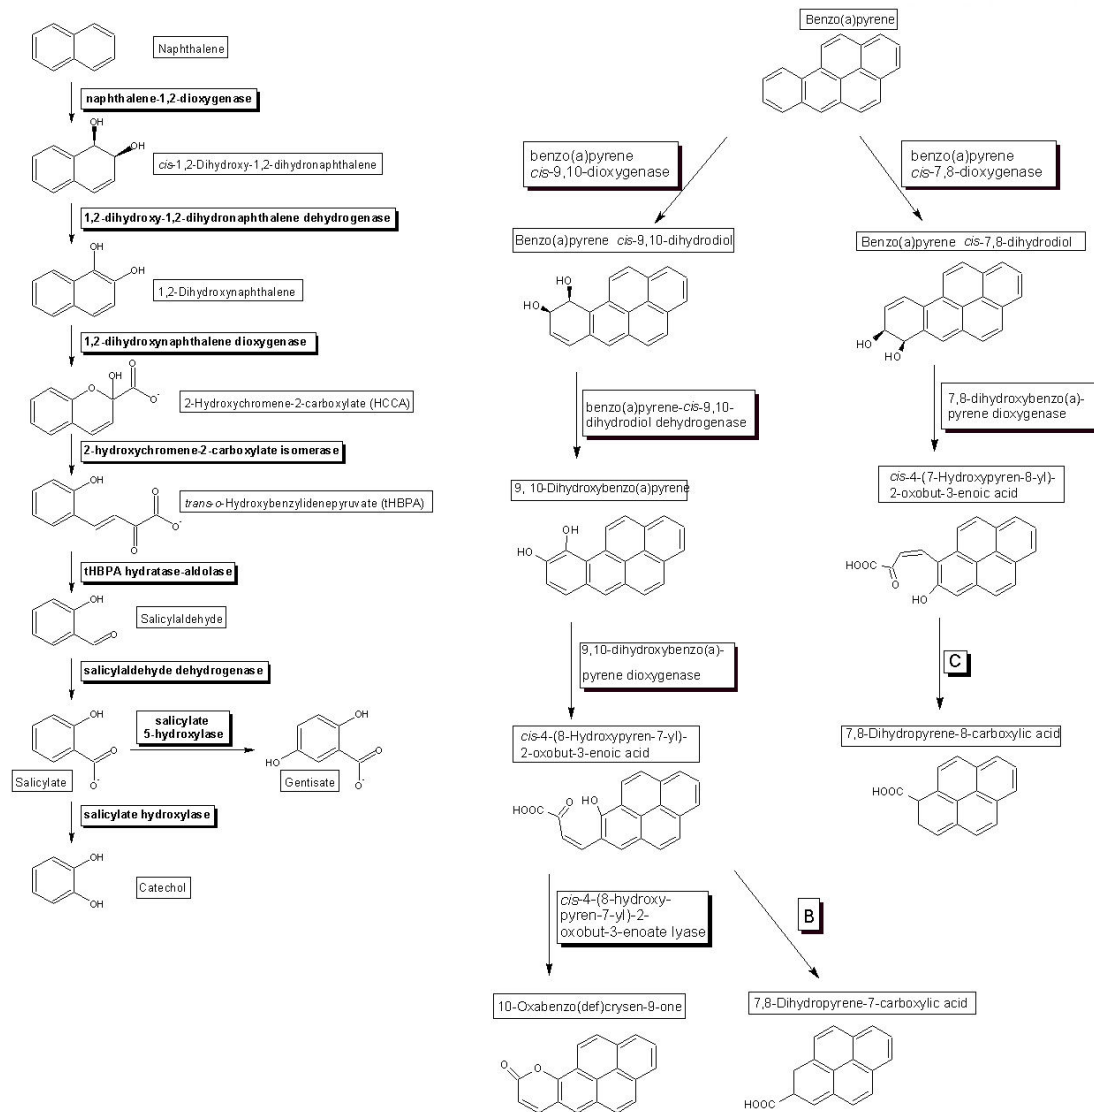 Naphthalene
naphthalene-1,2-dioxygenase
OH
OH
cis-1,2-Dihydroxy-1,2-dihydronaphthalene
1,2-dihydroxy-1,2-dihydronaphthalene dehydrogenase
OH
OH
1,2-Dihydroxynaphthalene
1,2-dihydroxynaphthalene dioxygenase
OH
O
O
O-
2-Hydroxychromene-2-carboxylate (HCCA)
2-hydroxychromene-2-carboxylate isomerase
OH
O
O-
O
trans-o-Hydroxybenzylidenepyruvate (tHBPA)
tHBPA hydratase-aldolase
OH
O
Salicylaldehyde
salicylaldehyde dehydrogenase
OH
O
O-
Salicylate
salicylate
5-hydroxylase
OH
HO
O
O-
Gentisate
salicylate hydroxylase
OH
OH
Catechol
Benzo(a)pyrene
benzo(a)pyrene
cis-9,10-dioxygenase
benzo(a)pyrene
cis-7,8-dioxygenase
Benzo(a)pyrene cis-9,10-dihydrodiol
HO
HO
Benzo(a)pyrene cis-7,8-dihydrodiol
HO
HO
benzo(a)pyrene-cis-9,10-
dihydrodiol dehydrogenase
7,8-dihydroxybenzo(a)-
pyrene dioxygenase
9, 10-Dihydroxybenzo(a)pyrene
OH
HO
cis-4-(7-Hydroxypyren-8-yl)-
2-oxobut-3-enoic acid
HOOC
O
HO
9,10-dihydroxybenzo(a)-
pyrene dioxygenase
C
cis-4-(8-Hydroxypyren-7-yl)-
2-oxobut-3-enoic acid
HOOC
O
HO
7,8-Dihydropyrene-8-carboxylic acid
HOOC
cis-4-(8-hydroxy-
pyren-7-yl)-2-
oxobut-3-enoate lyase
B
10-Oxabenzo(def)crysen-9-one
O
O
7,8-Dihydropyrene-7-carboxylic acid
HOOC